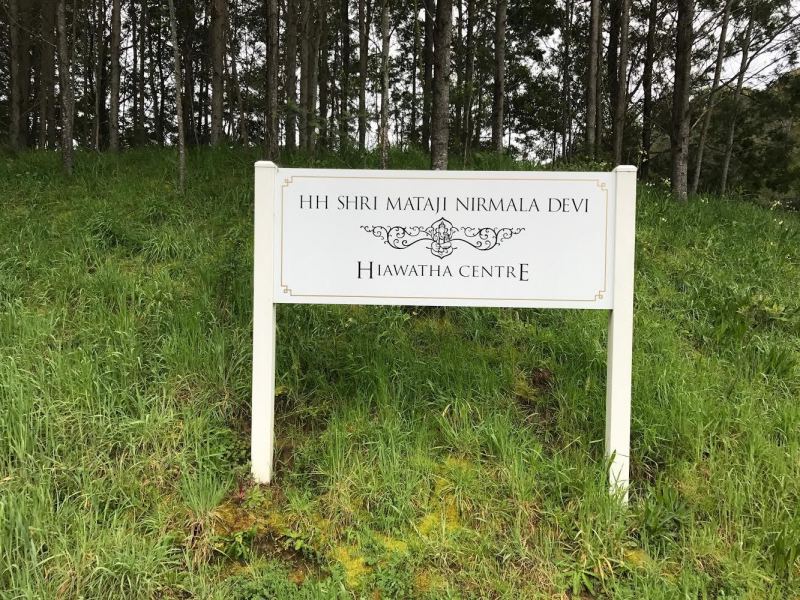 HH SHRI MATAJI NIRMALA DEVI
HIAWATHA CENTRE